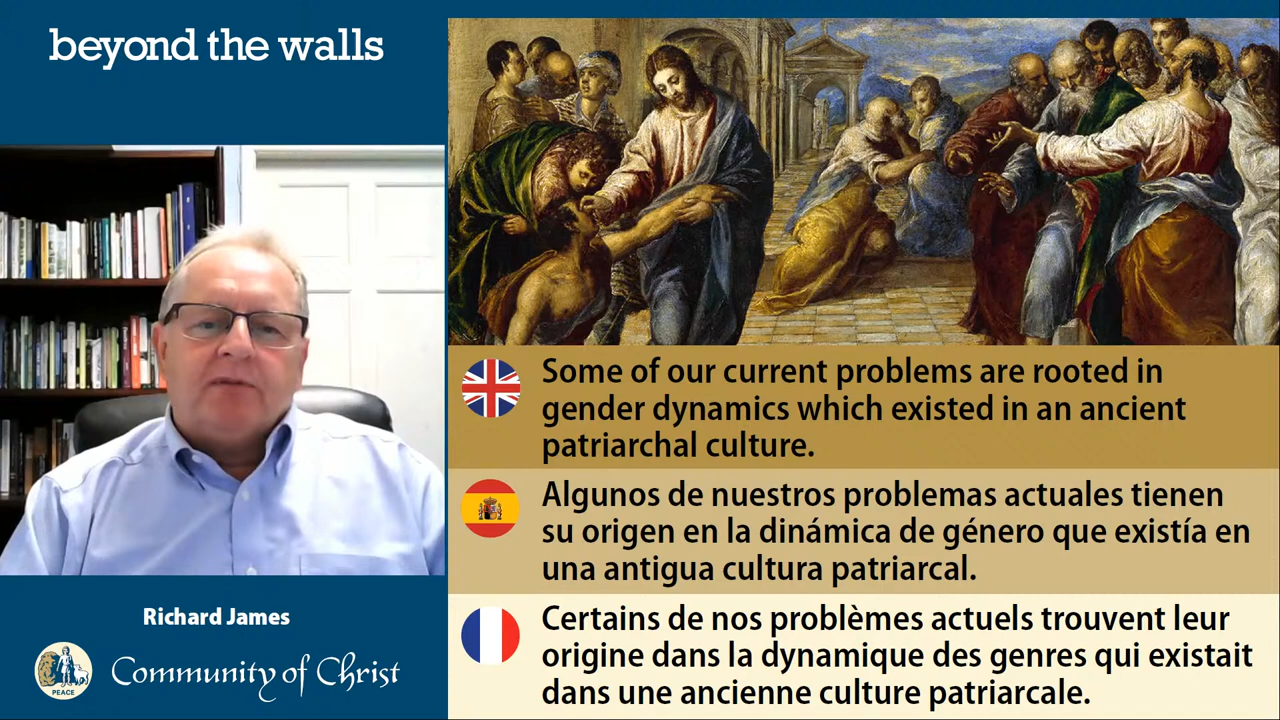 beyond the walls
Some of our current problems are rooted in
gender dynamics which existed in an ancient
patriarchal culture.
Algunos de nuestros problemas actuales tienen
su origen en la dinámica de género que existía en
una antigua cultura patriarcal.
Certains de nos problèmes actuels trouvent leur
origine dans la dynamique des genres qui existait
dans une ancienne culture patriarcale.
Richard James
PEACE
Community of Christ